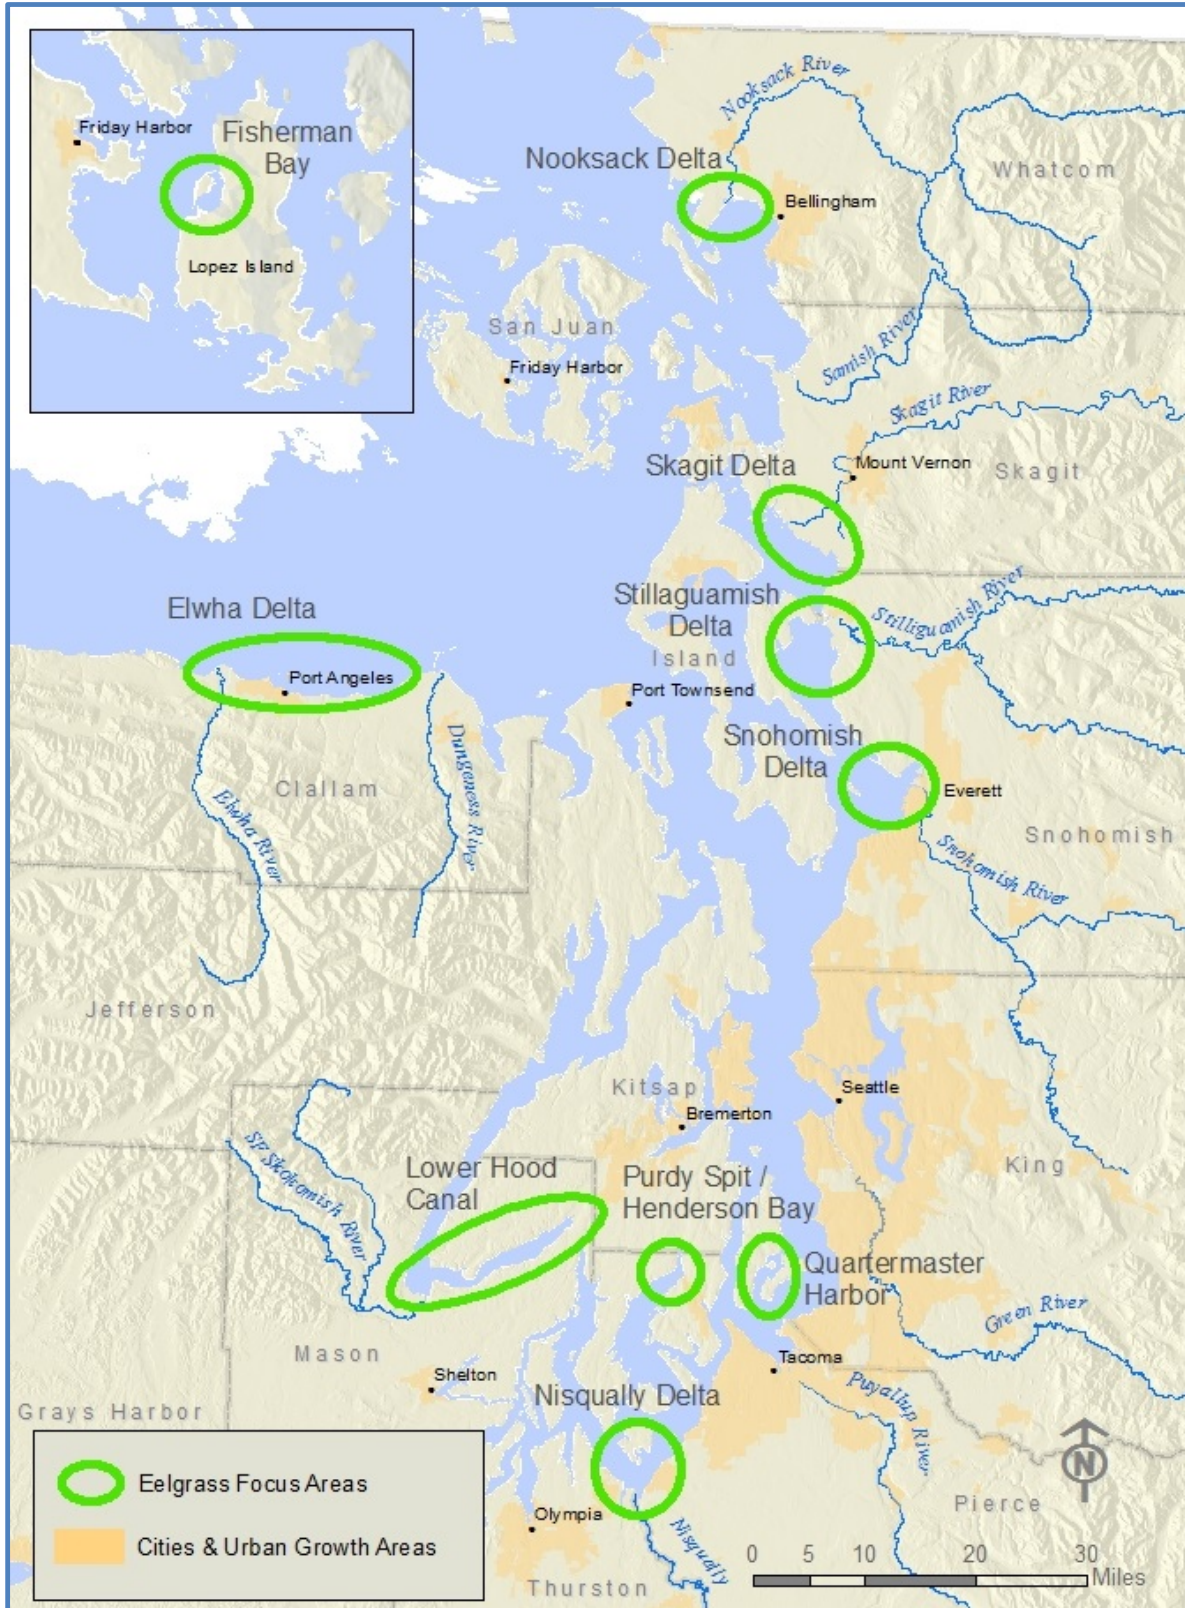 Friday Harbor
Fisherman
Bay
Lopez Island
Nooksack River
Nooksack Delta
Whatcom
Bellingham
San Juan
Friday Harbor
Samish River
Skagit River
Skagit Delta
Mount Vernon
Skagit
Elwha Delta
Stillaguamish
Delta
Island
Stilliguamish River
Port Angeles
Port Townsend
Snohomish
Delta
Dungeness River
Clallam
Elwha River
Everett
Snohomish
Snohomish River
Jefferson
Kitsap
Seattle
Bremerton
SF Skohomish River
Lower Hood
Canal
Purdy Spit /
Henderson Bay
King
Quartermaster
Harbor
Green River
Mason
Tacoma
Shelton
Nisqually Delta
Puyallup River
Grays Harbor
Eelgrass Focus Areas
Cities & Urban Growth Areas
Olympia
Nisqually
Thurston
Pierce
N
0 5 10 20 30
Miles